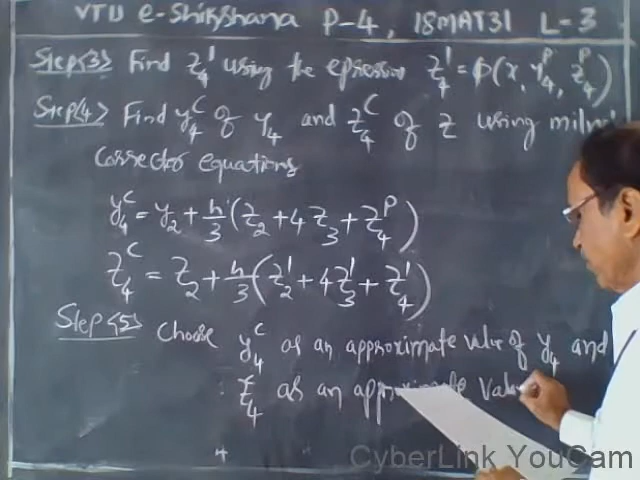 VTU e-Shikshana P-4, 18MAT31 L-3
Step(3) Find z₄' using the epression z₄' = φ(x, y₄ᴾ, z₄ᴾ)
Step(4) Find y₄ᶜ of y₄ and z₄ᶜ of z using
corrector equations
y₄ᶜ = y₂ + h/3 (z₂ + 4z₃ + z₄ᴾ)
z₄ᶜ = z₂ + h/3 (z₂' + 4z₃' + z₄')
Step(5) Choose y₄ᶜ as an approximate value of y₄ and
z₄ᶜ as an approximate value
CyberLink YouCam